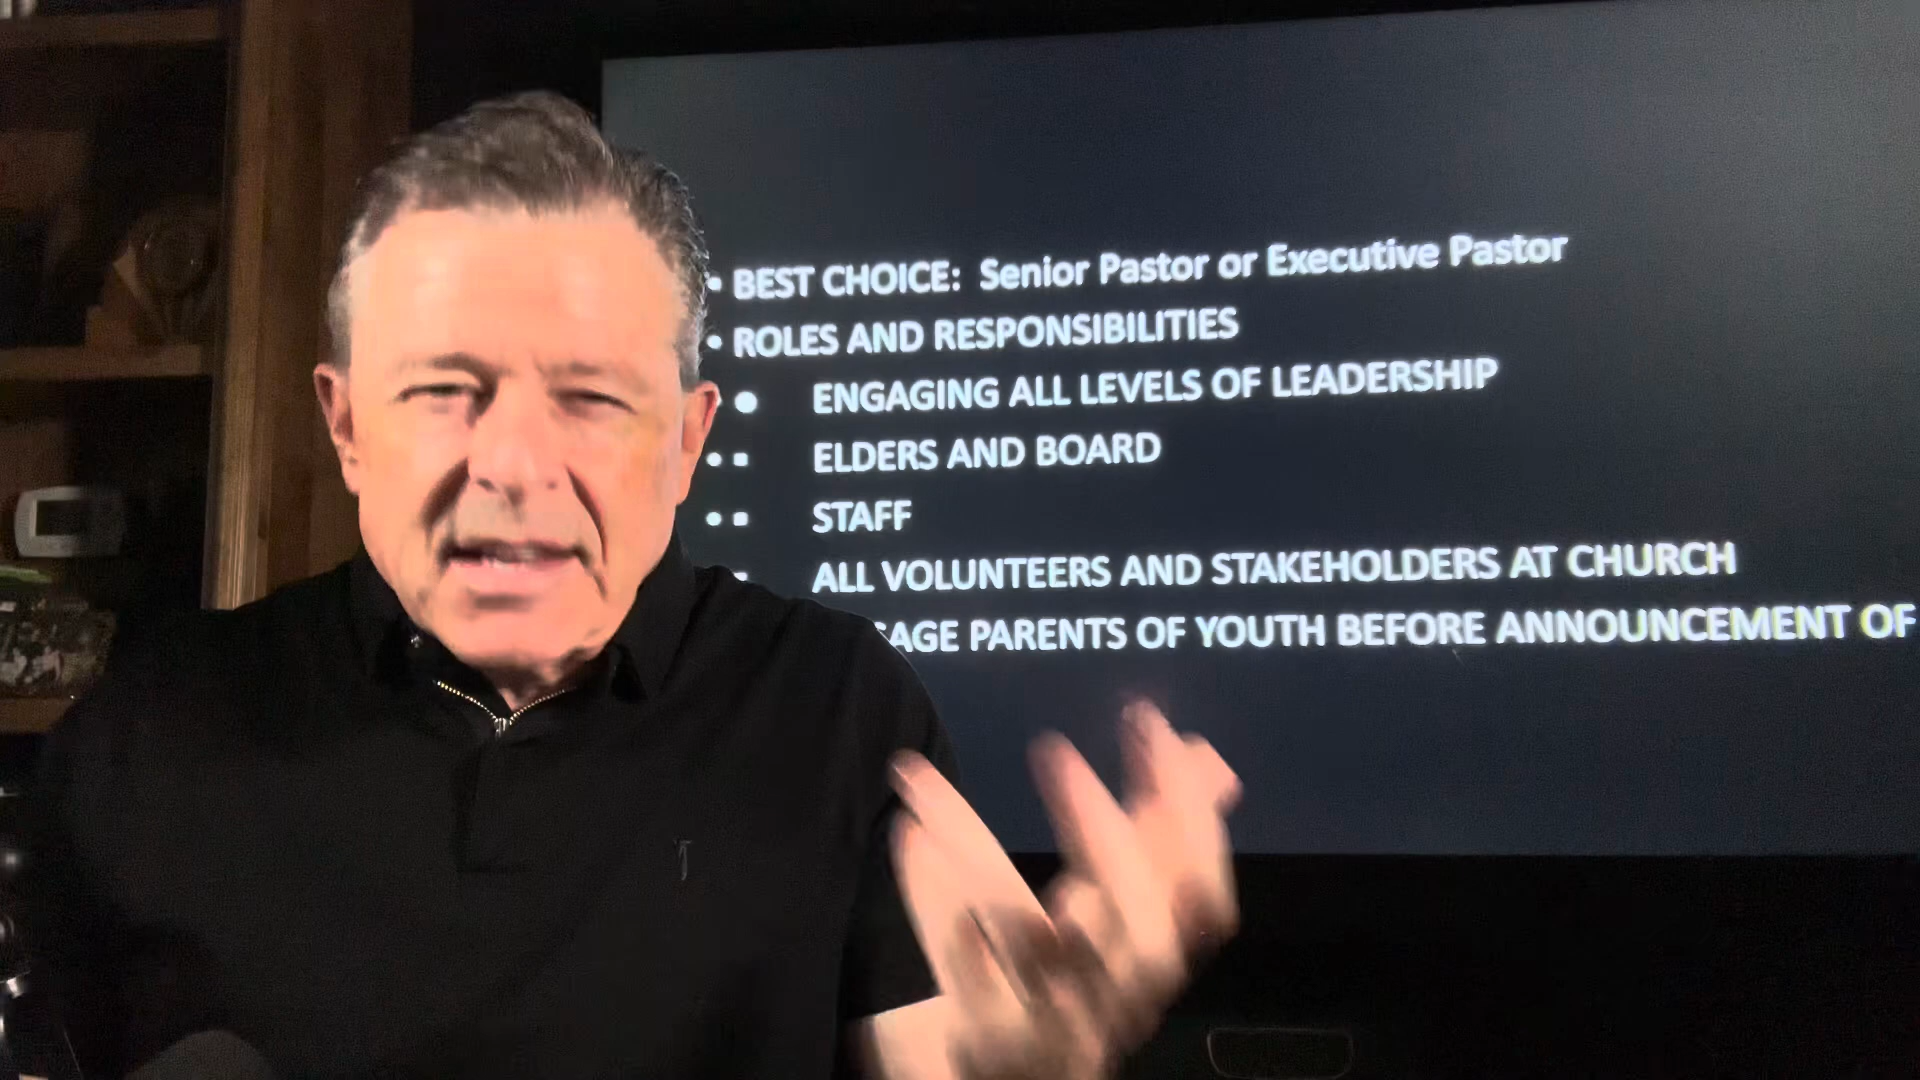 • BEST CHOICE: Senior Pastor or Executive Pastor
• ROLES AND RESPONSIBILITIES
• ● ENGAGING ALL LEVELS OF LEADERSHIP
• ▪ ELDERS AND BOARD
• ▪ STAFF
▪ ALL VOLUNTEERS AND STAKEHOLDERS AT CHURCH
PARENTS OF YOUTH BEFORE ANNOUNCEMENT OF